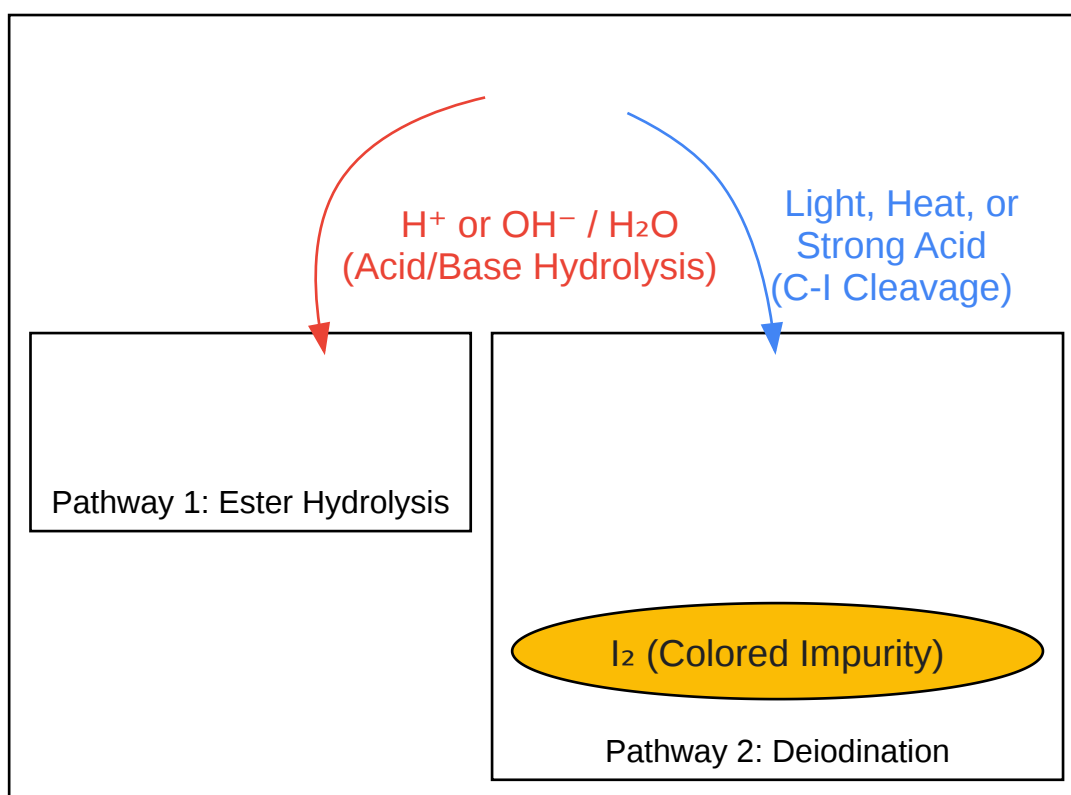 H⁺ or OH⁻ / H₂O
(Acid/Base Hydrolysis)
Light, Heat, or
Strong Acid
(C-I Cleavage)
Pathway 1: Ester Hydrolysis
I₂ (Colored Impurity)
Pathway 2: Deiodination